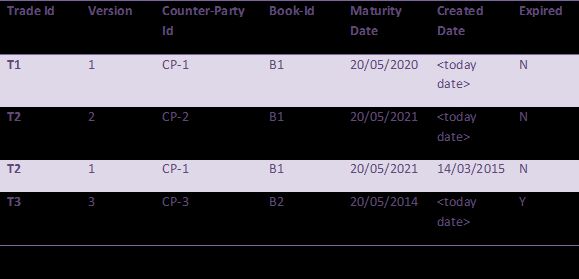 Trade Id Version Counter-Party Id Book-Id Maturity Date Created Date Expired
T1 1 CP-1 B1 20/05/2020 <today date> N
T2 2 CP-2 B1 20/05/2021 <today date> N
T2 1 CP-1 B1 20/05/2021 14/03/2015 N
T3 3 CP-3 B2 20/05/2014 <today date> Y